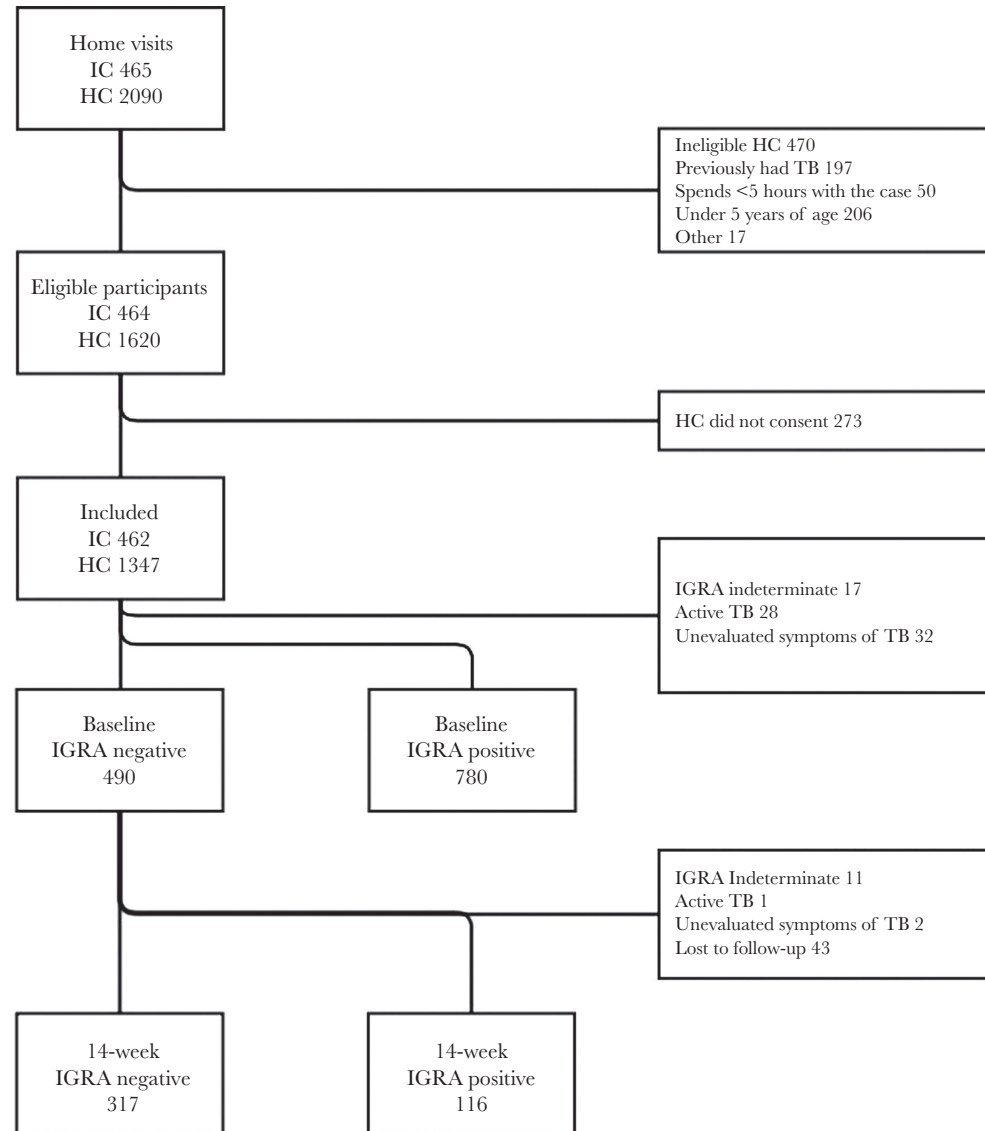 Home visits
IC 465
HC 2090
Ineligible HC 470
Previously had TB 197
Spends <5 hours with the case 50
Under 5 years of age 206
Other 17
Eligible participants
IC 464
HC 1620
HC did not consent 273
Included
IC 462
HC 1347
IGRA indeterminate 17
Active TB 28
Unevaluated symptoms of TB 32
Baseline
IGRA negative
490
Baseline
IGRA positive
780
IGRA Indeterminate 11
Active TB 1
Unevaluated symptoms of TB 2
Lost to follow-up 43
14-week
IGRA negative
317
14-week
IGRA positive
116